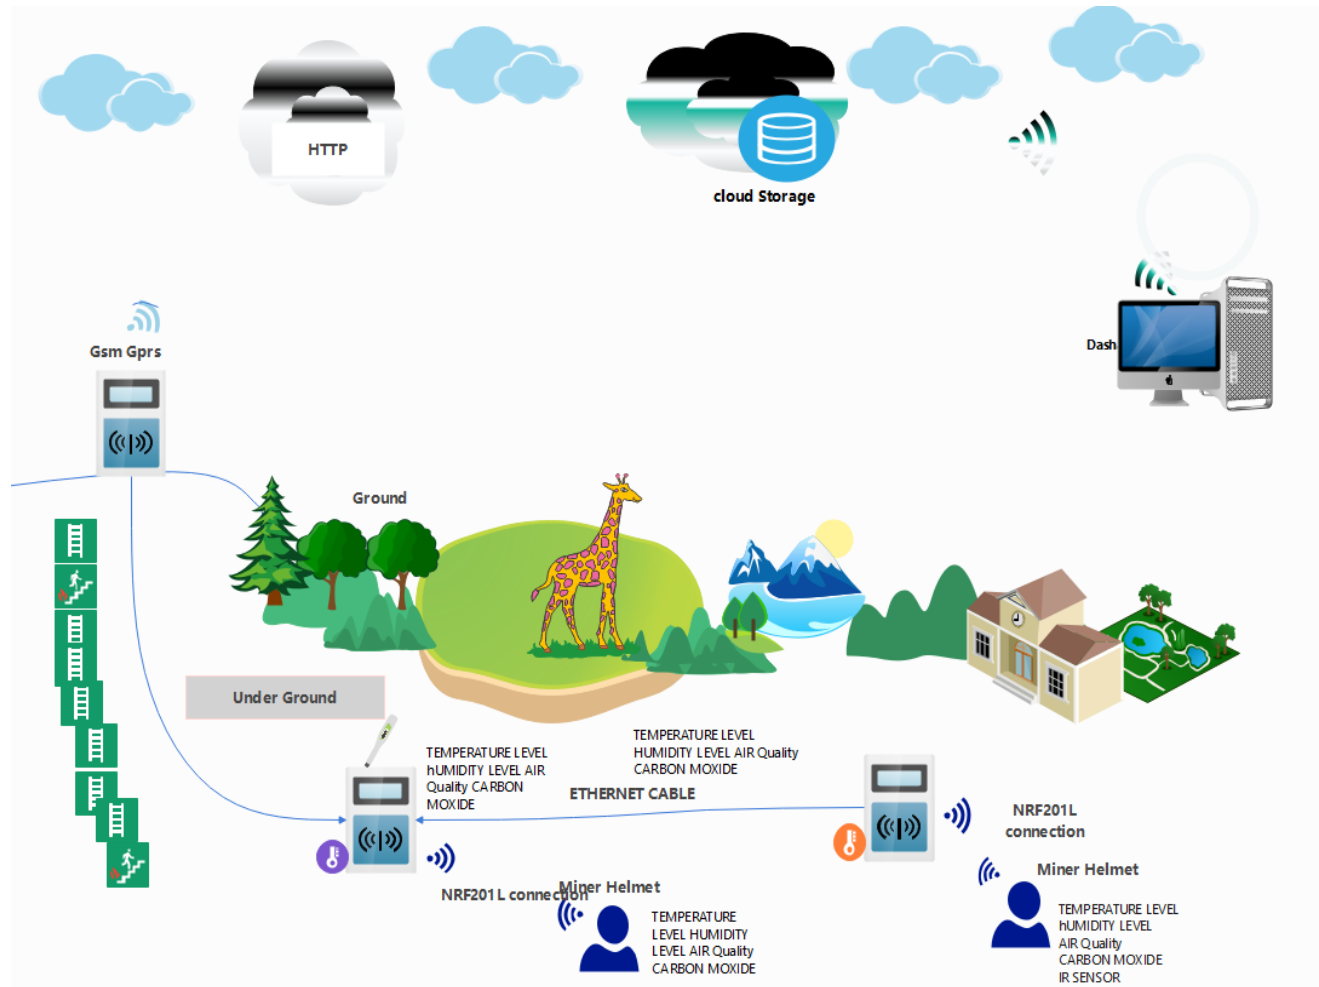 HTTP
cloud Storage
Gsm Gprs
Dash
Ground
Under Ground
TEMPERATURE LEVEL
hUMIDITY LEVEL AIR
Quality CARBON
MOXIDE
TEMPERATURE LEVEL
HUMIDITY LEVEL AIR Quality
CARBON MOXIDE
ETHERNET CABLE
NRF201L
connection
NRF201L connection
Miner Helmet
TEMPERATURE
LEVEL HUMIDITY
LEVEL AIR Quality
CARBON MOXIDE
Miner Helmet
TEMPERATURE LEVEL
hUMIDITY LEVEL
AIR Quality
CARBON MOXIDE
IR SENSOR